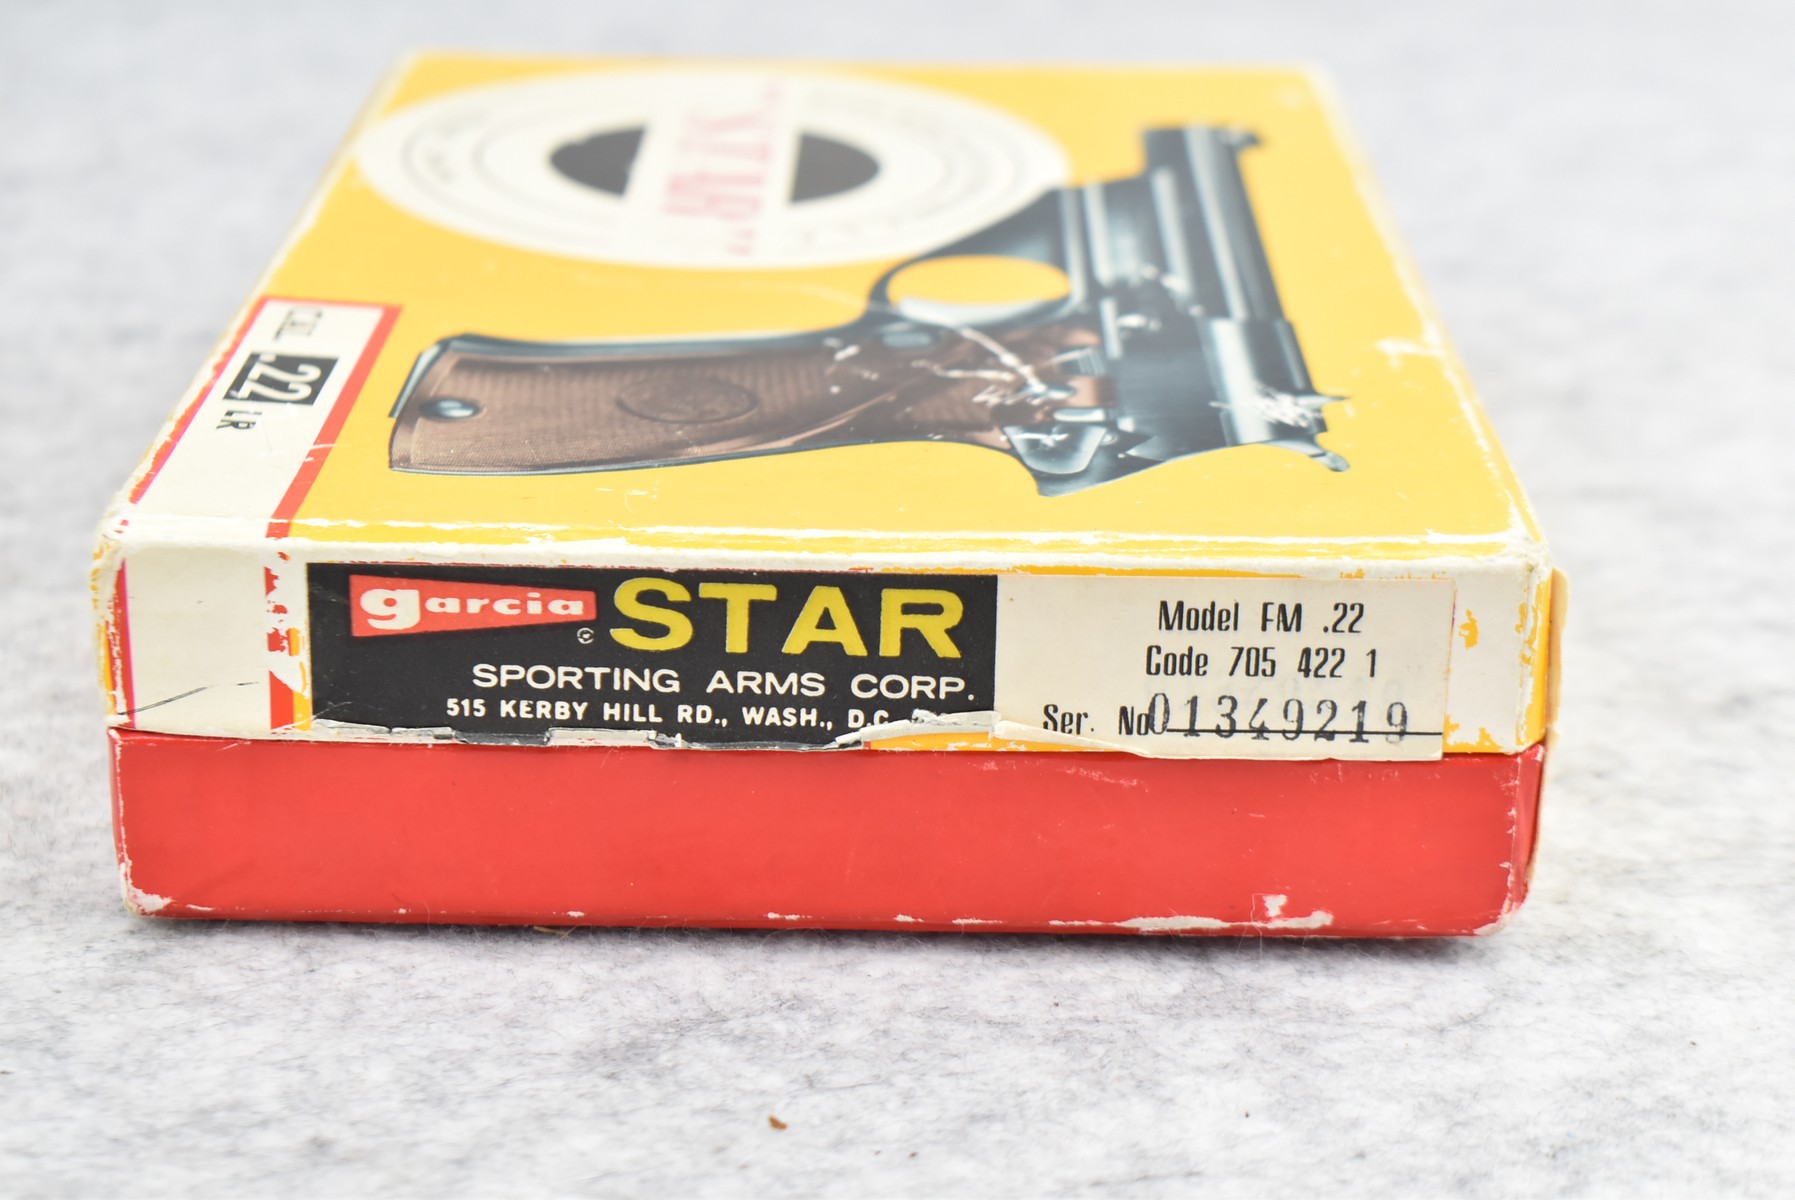 "STAR"
CAL .22 LR
garcia STAR
SPORTING ARMS CORP.
515 KERBY HILL RD., WASH., D.C.
Model FM .22
Code 705 422 1
Ser. No 01349219